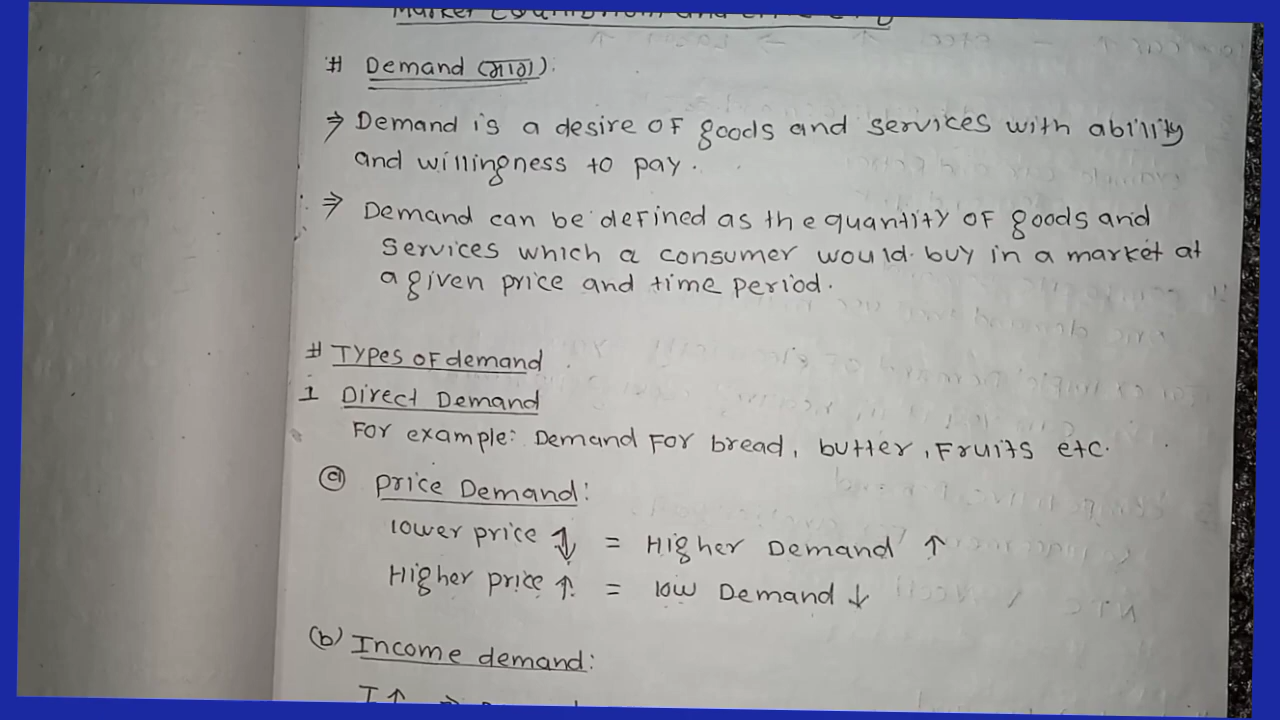 Market Equilibrium and
# Demand (माग):
⇒ Demand is a desire of goods and services with ability
and willingness to pay.
⇒ Demand can be defined as the quantity of goods and
services which a consumer would buy in a market at
a given price and time period.
# Types of demand
1 Direct Demand
For example: Demand For bread, butter, Fruits etc.
(a) Price Demand:
lower price ↓ = Higher Demand ↑
Higher price ↑ = low Demand ↓
(b) Income demand:
I↑ ⇒